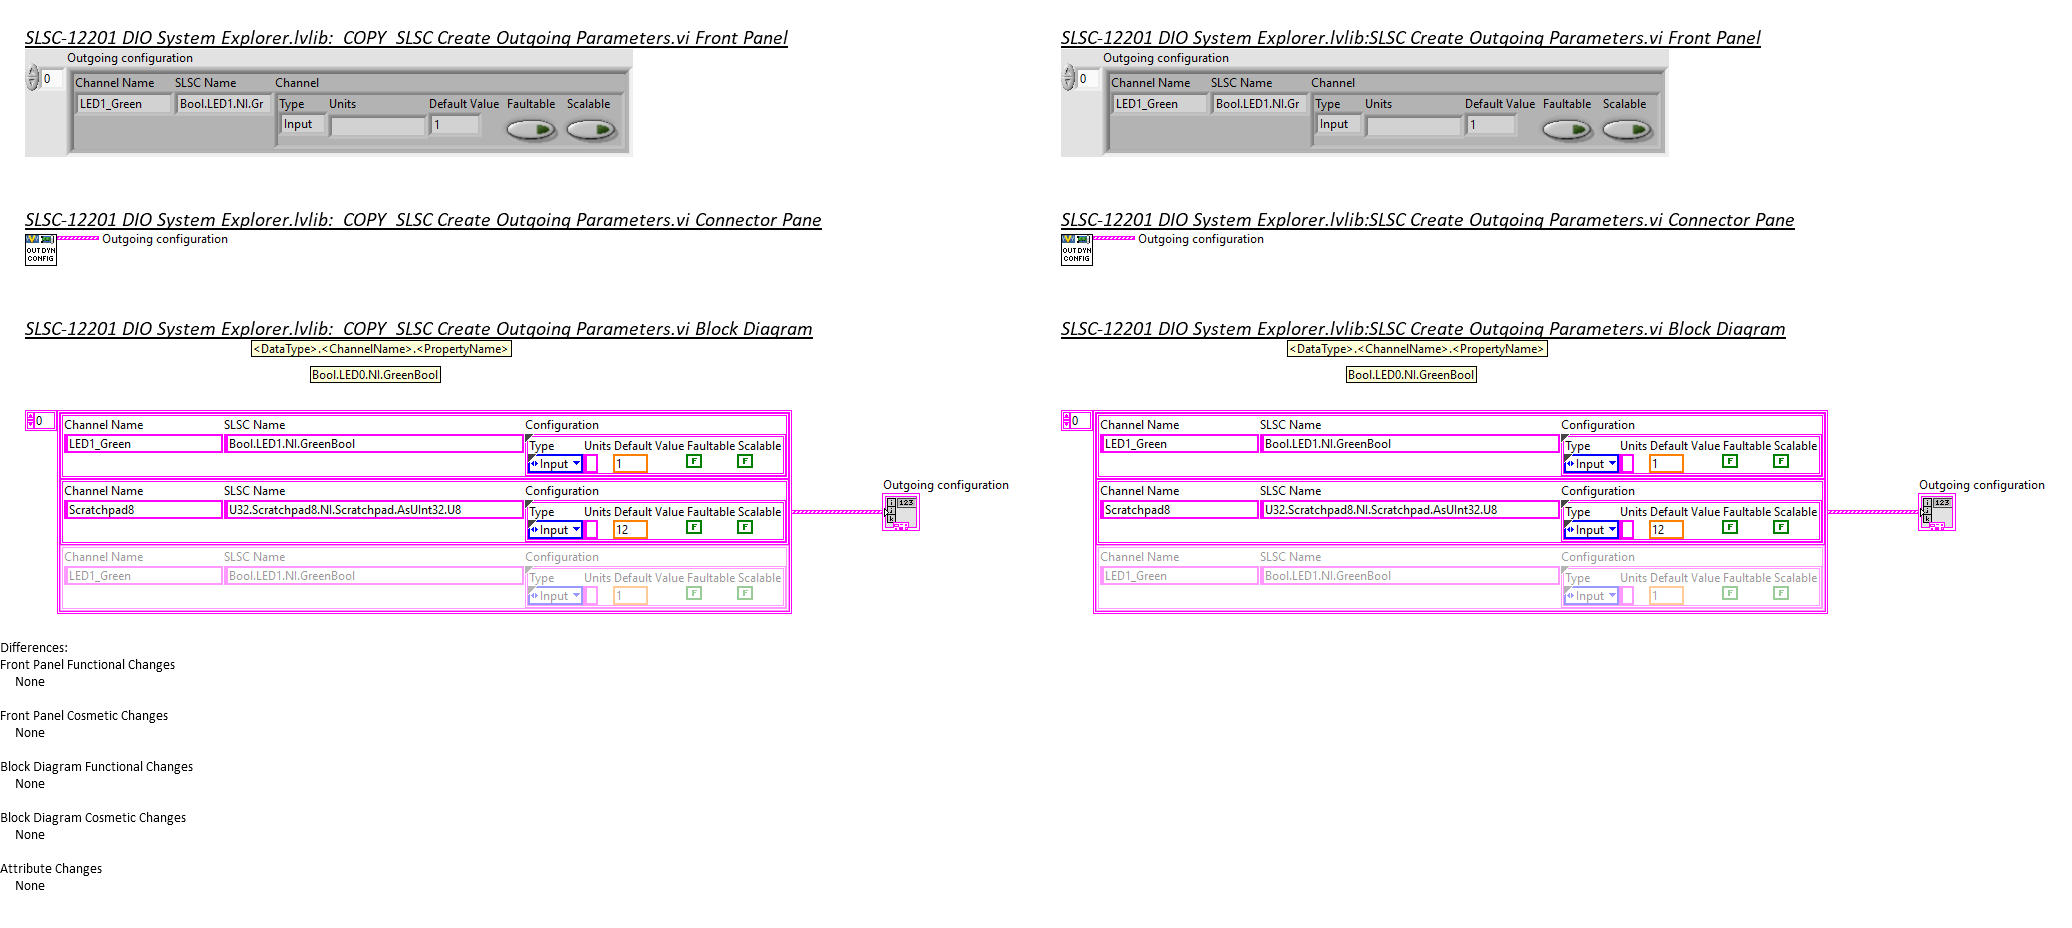 SLSC-12201 DIO System Explorer.lvlib:_COPY_SLSC Create Outgoing Parameters.vi Front Panel
Outgoing configuration
0
Channel Name SLSC Name Channel
LED1_Green Bool.LED1.NI.Gr Type Units Default Value Faultable Scalable
Input 1
SLSC-12201 DIO System Explorer.lvlib:_COPY_SLSC Create Outgoing Parameters.vi Connector Pane
Outgoing configuration
OUT DYN
CONFIG
SLSC-12201 DIO System Explorer.lvlib:_COPY_SLSC Create Outgoing Parameters.vi Block Diagram
<DataType>.<ChannelName>.<PropertyName>
Bool.LED0.NI.GreenBool
0
Channel Name SLSC Name Configuration
LED1_Green Bool.LED1.NI.GreenBool Type Units Default Value Faultable Scalable
Input 1 F F
Channel Name SLSC Name Configuration
Scratchpad8 U32.Scratchpad8.NI.Scratchpad.AsUInt32.U8 Type Units Default Value Faultable Scalable
Input 12 F F
Channel Name SLSC Name Configuration
LED1_Green Bool.LED1.NI.GreenBool Type Units Default Value Faultable Scalable
Input 1 F F
Outgoing configuration
123
SLSC-12201 DIO System Explorer.lvlib:SLSC Create Outgoing Parameters.vi Front Panel
Outgoing configuration
0
Channel Name SLSC Name Channel
LED1_Green Bool.LED1.NI.Gr Type Units Default Value Faultable Scalable
Input 1
SLSC-12201 DIO System Explorer.lvlib:SLSC Create Outgoing Parameters.vi Connector Pane
Outgoing configuration
OUT DYN
CONFIG
SLSC-12201 DIO System Explorer.lvlib:SLSC Create Outgoing Parameters.vi Block Diagram
<DataType>.<ChannelName>.<PropertyName>
Bool.LED0.NI.GreenBool
0
Channel Name SLSC Name Configuration
LED1_Green Bool.LED1.NI.GreenBool Type Units Default Value Faultable Scalable
Input 1 F F
Channel Name SLSC Name Configuration
Scratchpad8 U32.Scratchpad8.NI.Scratchpad.AsUInt32.U8 Type Units Default Value Faultable Scalable
Input 12 F F
Channel Name SLSC Name Configuration
LED1_Green Bool.LED1.NI.GreenBool Type Units Default Value Faultable Scalable
Input 1 F F
Outgoing configuration
123
Differences:
Front Panel Functional Changes
None
Front Panel Cosmetic Changes
None
Block Diagram Functional Changes
None
Block Diagram Cosmetic Changes
None
Attribute Changes
None